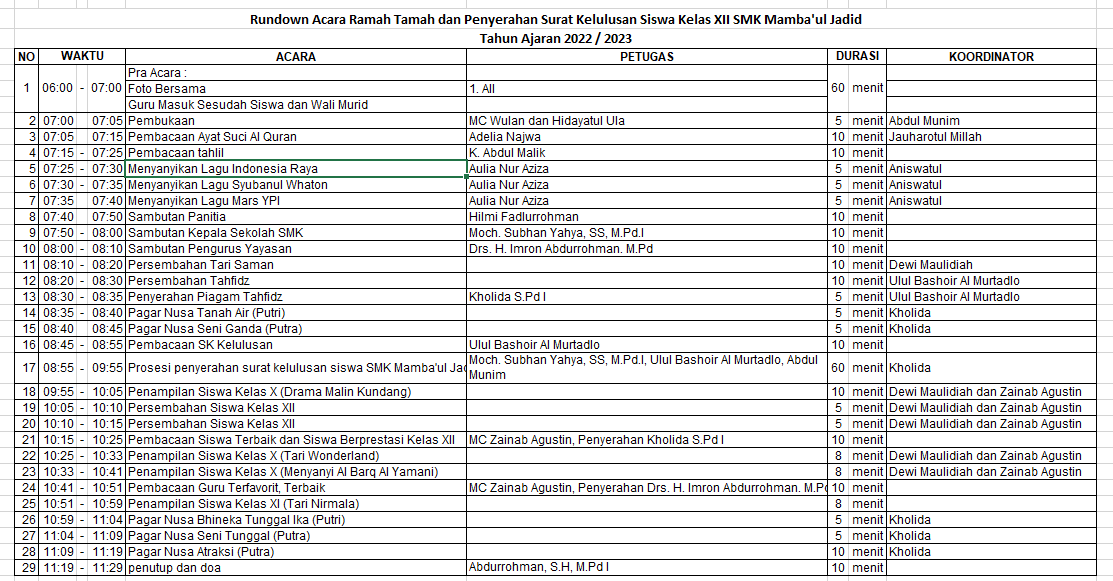 Rundown Acara Ramah Tamah dan Penyerahan Surat Kelulusan Siswa Kelas XII SMK Mamba'ul Jadid
Tahun Ajaran 2022 / 2023
NO WAKTU ACARA PETUGAS DURASI KOORDINATOR
Pra Acara :
1 06:00 - 07:00 Foto Bersama 1. All 60 menit
Guru Masuk Sesudah Siswa dan Wali Murid
2 07:00 07:05 Pembukaan MC Wulan dan Hidayatul Ula 5 menit Abdul Munim
3 07:05 07:15 Pembacaan Ayat Suci Al Quran Adelia Najwa 10 menit Jauharotul Millah
4 07:15 - 07:25 Pembacaan tahlil K. Abdul Malik 10 menit
5 07:25 - 07:30 Menyanyikan Lagu Indonesia Raya Aulia Nur Aziza 5 menit Aniswatul
6 07:30 - 07:35 Menyanyikan Lagu Syubanul Whaton Aulia Nur Aziza 5 menit Aniswatul
7 07:35 07:40 Menyanyikan Lagu Mars YPI Aulia Nur Aziza 5 menit Aniswatul
8 07:40 07:50 Sambutan Panitia Hilmi Fadlurrohman 10 menit
9 07:50 - 08:00 Sambutan Kepala Sekolah SMK Moch. Subhan Yahya, SS, M.Pd.I 10 menit
10 08:00 - 08:10 Sambutan Pengurus Yayasan Drs. H. Imron Abdurrohman. M.Pd 10 menit
11 08:10 - 08:20 Persembahan Tari Saman 10 menit Dewi Maulidiah
12 08:20 - 08:30 Persembahan Tahfidz 10 menit Ulul Bashoir Al Murtadlo
13 08:30 - 08:35 Penyerahan Piagam Tahfidz Kholida S.Pd I 5 menit Ulul Bashoir Al Murtadlo
14 08:35 - 08:40 Pagar Nusa Tanah Air (Putri) 5 menit Kholida
15 08:40 08:45 Pagar Nusa Seni Ganda (Putra) 5 menit Kholida
16 08:45 - 08:55 Pembacaan SK Kelulusan Ulul Bashoir Al Murtadlo 10 menit
17 08:55 - 09:55 Prosesi penyerahan surat kelulusan siswa SMK Mamba'ul Jad Moch. Subhan Yahya, SS, M.Pd.I, Ulul Bashoir Al Murtadlo, Abdul 60 menit Kholida
Munim
18 09:55 - 10:05 Penampilan Siswa Kelas X (Drama Malin Kundang) 10 menit Dewi Maulidiah dan Zainab Agustin
19 10:05 - 10:10 Persembahan Siswa Kelas XII 5 menit Dewi Maulidiah dan Zainab Agustin
20 10:10 - 10:15 Persembahan Siswa Kelas XII 5 menit Dewi Maulidiah dan Zainab Agustin
21 10:15 - 10:25 Pembacaan Siswa Terbaik dan Siswa Berprestasi Kelas XII MC Zainab Agustin, Penyerahan Kholida S.Pd I 10 menit
22 10:25 - 10:33 Penampilan Siswa Kelas X (Tari Wonderland) 8 menit Dewi Maulidiah dan Zainab Agustin
23 10:33 - 10:41 Penampilan Siswa Kelas X (Menyanyi Al Barq Al Yamani) 8 menit Dewi Maulidiah dan Zainab Agustin
24 10:41 - 10:51 Pembacaan Guru Terfavorit, Terbaik MC Zainab Agustin, Penyerahan Drs. H. Imron Abdurrohman. M.Pd 10 menit
25 10:51 - 10:59 Penampilan Siswa Kelas XI (Tari Nirmala) 8 menit
26 10:59 - 11:04 Pagar Nusa Bhineka Tunggal Ika (Putri) 5 menit Kholida
27 11:04 - 11:09 Pagar Nusa Seni Tunggal (Putra) 5 menit Kholida
28 11:09 - 11:19 Pagar Nusa Atraksi (Putra) 10 menit Kholida
29 11:19 - 11:29 penutup dan doa Abdurrohman, S.H, M.Pd I 10 menit